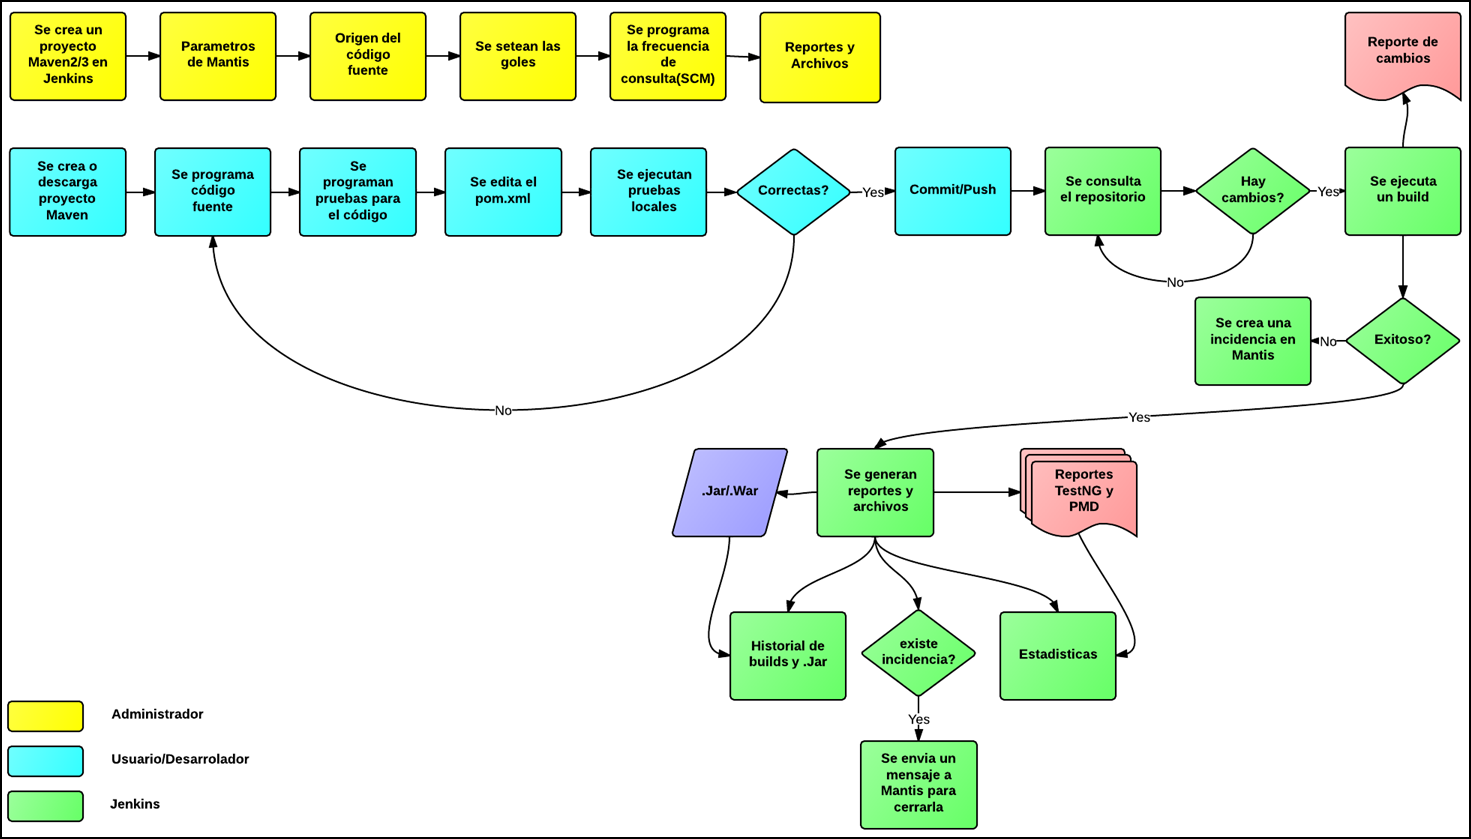 Se crea un
proyecto
Maven2/3 en
Jenkins
Parametros
de Mantis
Origen del
código
fuente
Se setean las
goles
Se programa
la frecuencia
de
consulta(SCM)
Reportes y
Archivos
Reporte de
cambios
Se crea o
descarga
proyecto
Maven
Se programa
código
fuente
Se
programan
pruebas para
el código
Se edita el
pom.xml
Se ejecutan
pruebas
locales
Correctas?
Yes
Commit/Push
Se consulta
el repositorio
Hay
cambios?
Yes
Se ejecuta
un build
No
No
Se crea una
incidencia en
Mantis
No
Exitoso?
Yes
.Jar/.War
Se generan
reportes y
archivos
Reportes
TestNG y
PMD
Historial de
builds y .Jar
existe
incidencia?
Estadisticas
Yes
Se envia un
mensaje a
Mantis para
cerrarla
Administrador
Usuario/Desarrolador
Jenkins